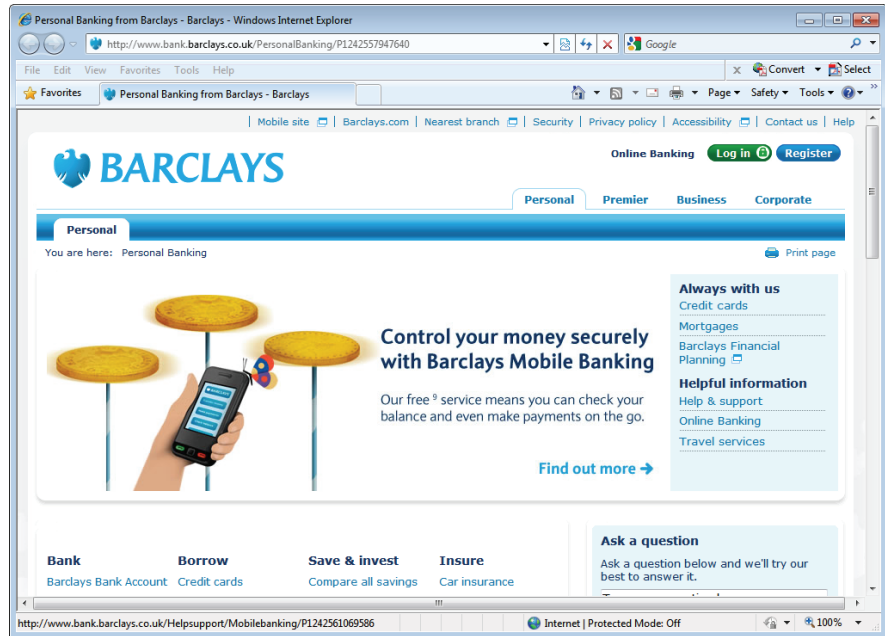 Personal Banking from Barclays - Barclays - Windows Internet Explorer
http://www.bank.barclays.co.uk/PersonalBanking/P1242557947640
Google
File Edit View Favorites Tools Help
x Convert Select
Favorites Personal Banking from Barclays - Barclays Page Safety Tools
| Mobile site | Barclays.com | Nearest branch | Security | Privacy policy | Accessibility | Contact us | Help
BARCLAYS
Online Banking Log in Register
Personal Premier Business Corporate
Personal
You are here: Personal Banking
Print page
BARCLAYS
Control your money securely
with Barclays Mobile Banking
Our free 9 service means you can check your
balance and even make payments on the go.
Find out more →
Always with us
Credit cards
Mortgages
Barclays Financial
Planning
Helpful information
Help & support
Online Banking
Travel services
Bank Borrow Save & invest Insure
Barclays Bank Account Credit cards Compare all savings Car insurance
Ask a question
Ask a question below and we'll try our
best to answer it.
http://www.bank.barclays.co.uk/Helpsupport/Mobilebanking/P1242561069586 Internet | Protected Mode: Off 100%